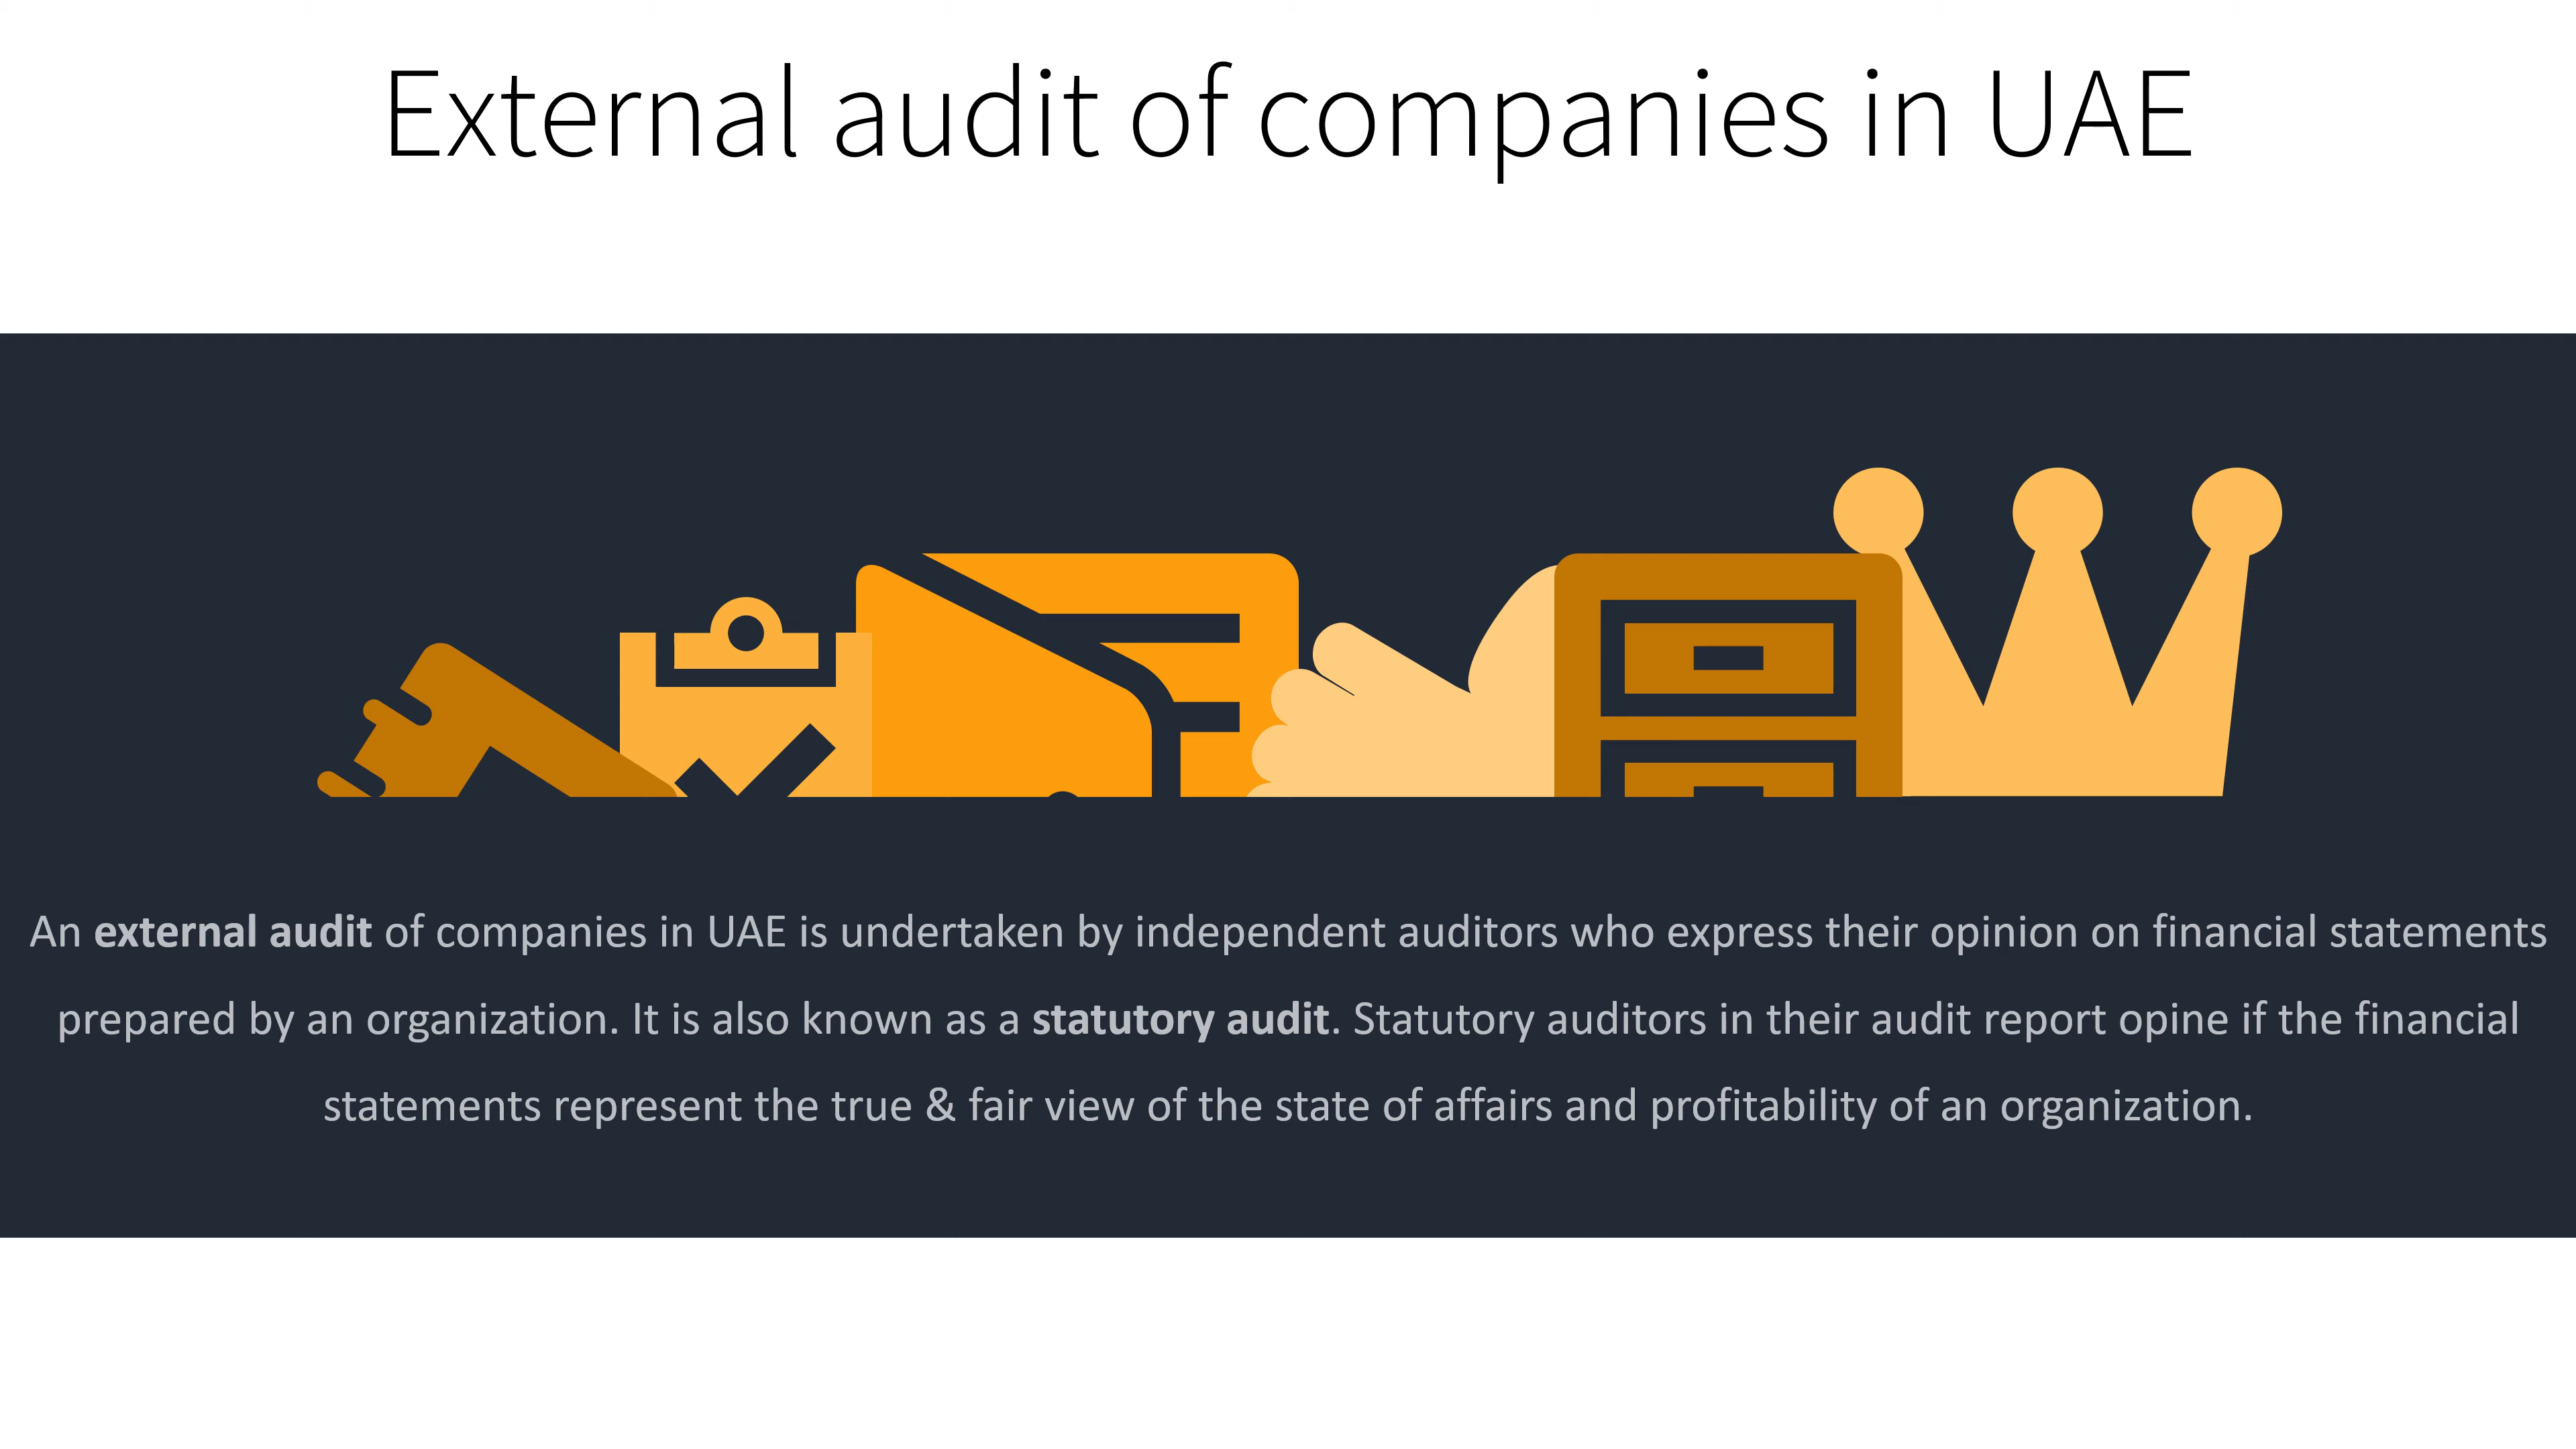 External audit of companies in UAE
An external audit of companies in UAE is undertaken by independent auditors who express their opinion on financial statements
prepared by an organization. It is also known as a statutory audit. Statutory auditors in their audit report opine if the financial
statements represent the true & fair view of the state of affairs and profitability of an organization.